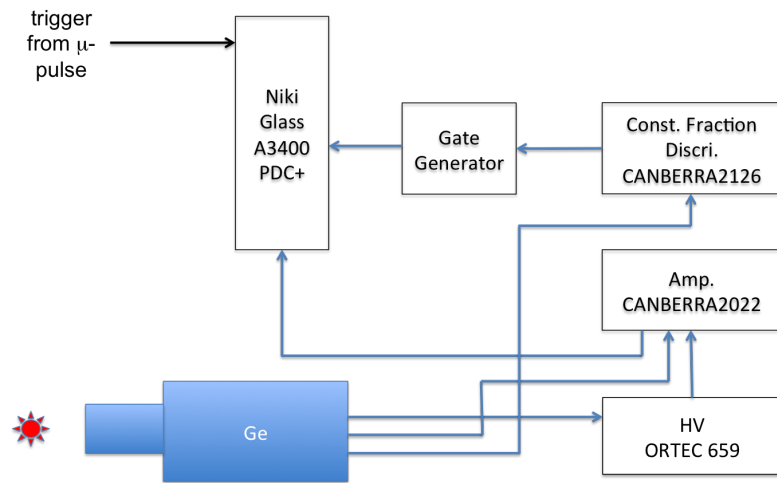 trigger
from μ-
pulse
Niki
Glass
A3400
PDC+
Gate
Generator
Const. Fraction
Discri.
CANBERRA2126
Amp.
CANBERRA2022
Ge
HV
ORTEC 659